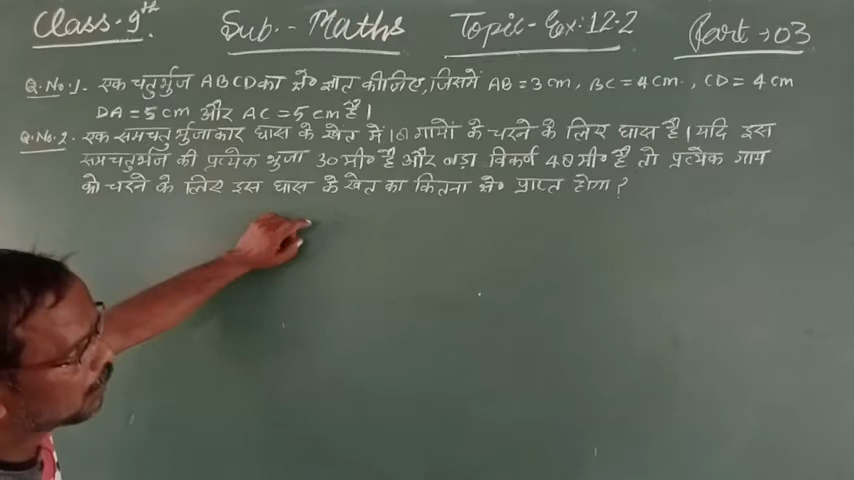 Class-9th. Sub.- Maths Topic-Ex:12.2 Part→03
Q.No.1. एक चतुर्भुज ABCD का क्षे० ज्ञात कीजिए, जिसमें AB = 3 cm, BC = 4 cm., CD = 4 cm
DA = 5 cm और AC = 5 cm है।
Q.No.2. एक समचतुर्भुजाकार घास के खेत में 18 गायों के चरने के लिए घास है। यदि इस
समचतुर्भुज की प्रत्येक भुजा 30 मी० है और बड़ा विकर्ण 48 मी० है तो प्रत्येक गाय
को चरने के लिए इस घास के खेत का कितना क्षे० प्राप्त होगा?